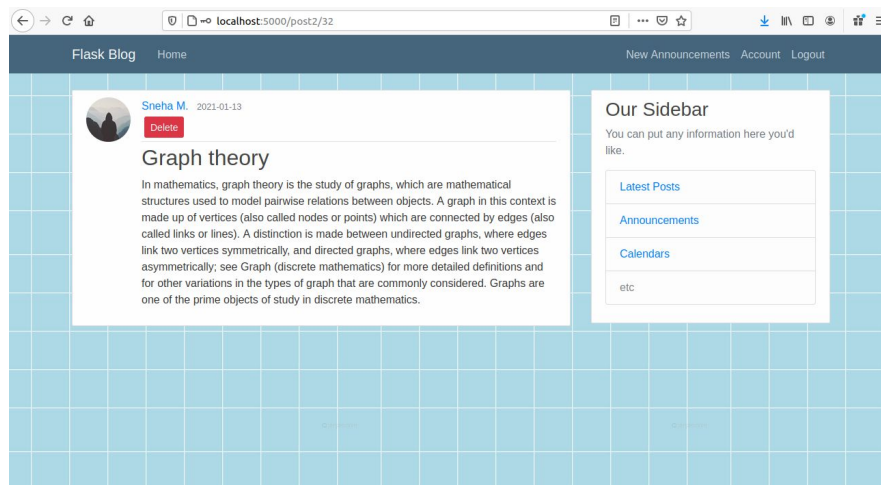 localhost:5000/post2/32
Flask Blog Home New Announcements Account Logout
Sneha M. 2021-01-13
Delete
Graph theory
In mathematics, graph theory is the study of graphs, which are mathematical
structures used to model pairwise relations between objects. A graph in this context is
made up of vertices (also called nodes or points) which are connected by edges (also
called links or lines). A distinction is made between undirected graphs, where edges
link two vertices symmetrically, and directed graphs, where edges link two vertices
asymmetrically; see Graph (discrete mathematics) for more detailed definitions and
for other variations in the types of graph that are commonly considered. Graphs are
one of the prime objects of study in discrete mathematics.
Our Sidebar
You can put any information here you'd
like.
Latest Posts
Announcements
Calendars
etc